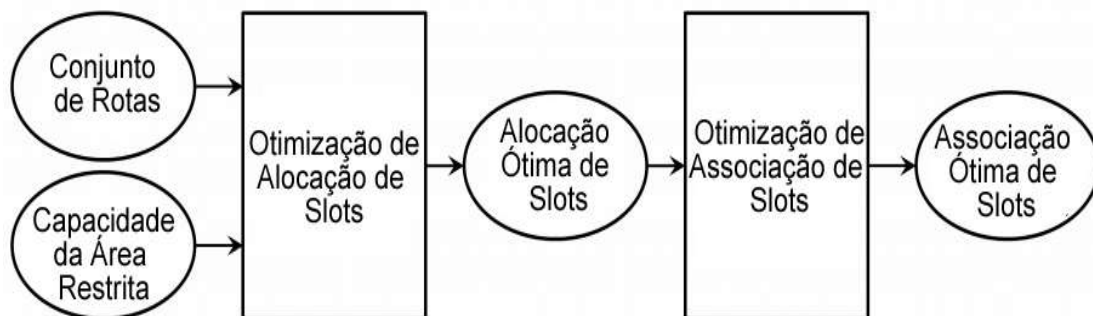 Conjunto
de Rotas
Capacidade
da Área
Restrita
Otimização de
Alocação de
Slots
Alocação
Ótima de
Slots
Otimização de
Associação de
Slots
Associação
Ótima de
Slots